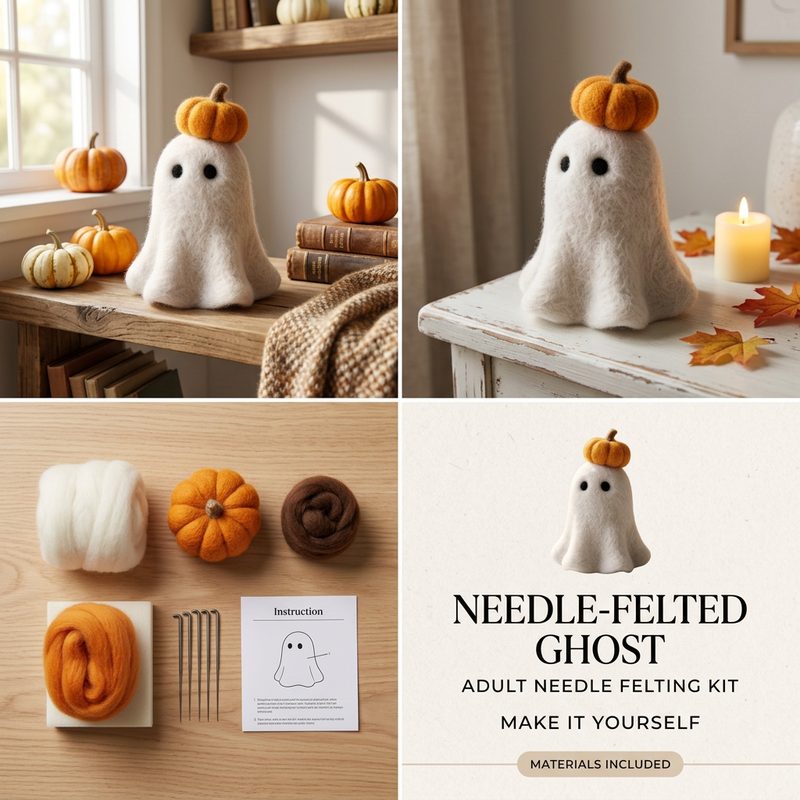 Instruction
NEEDLE-FELTED
GHOST
ADULT NEEDLE FELTING KIT
MAKE IT YOURSELF
MATERIALS INCLUDED